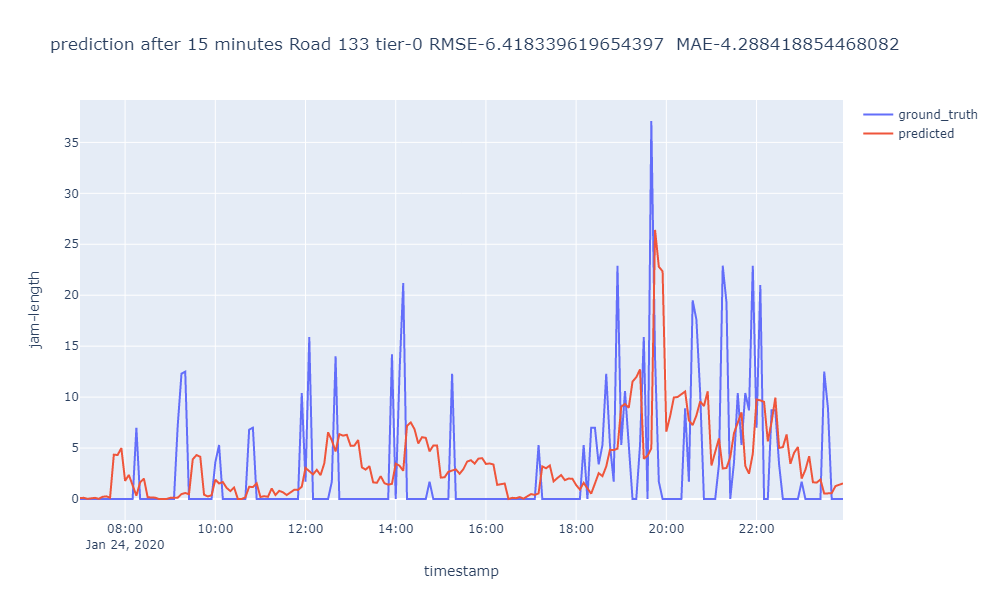 prediction after 15 minutes Road 133 tier-0 RMSE-6.418339619654397  MAE-4.288418854468082
ground_truth
predicted
35
30
25
20
15
10
5
0
jam-length
08:00 10:00 12:00 14:00 16:00 18:00 20:00 22:00
Jan 24, 2020
timestamp